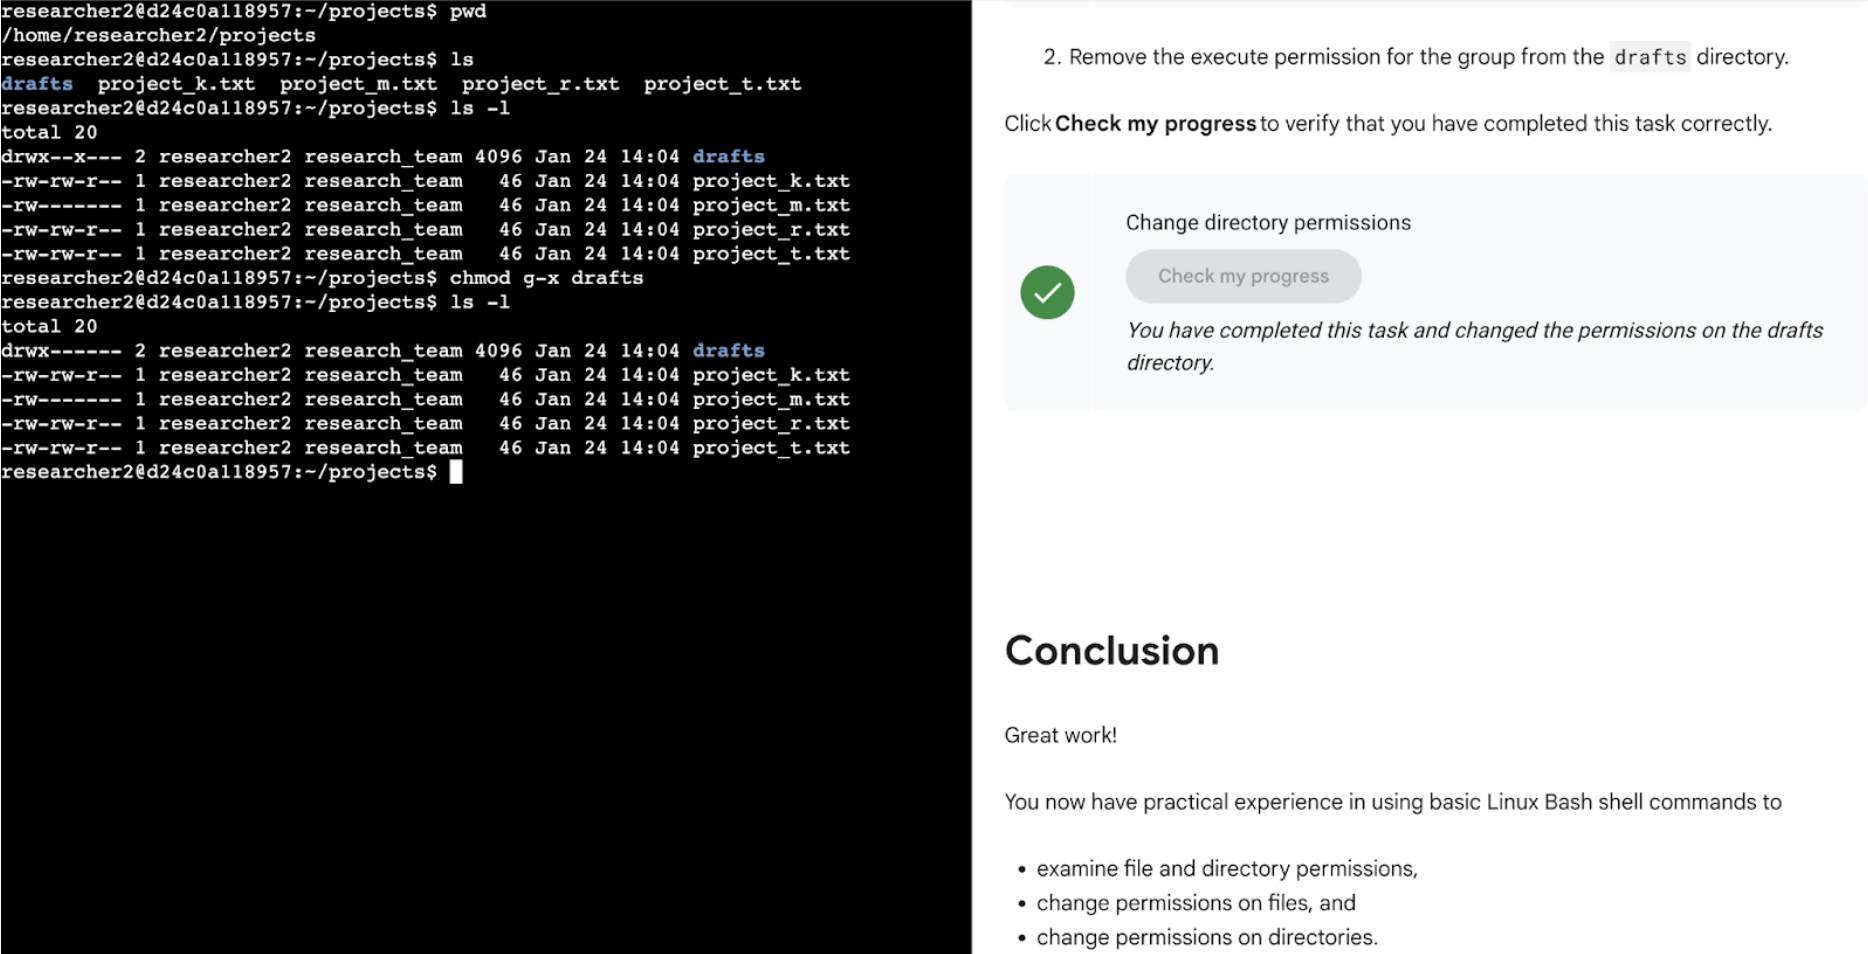 researcher2@d24c0a118957:~/projects$ pwd
/home/researcher2/projects
researcher2@d24c0a118957:~/projects$ ls
drafts  project_k.txt  project_m.txt  project_r.txt  project_t.txt
researcher2@d24c0a118957:~/projects$ ls -l
total 20
drwx--x--- 2 researcher2 research_team 4096 Jan 24 14:04 drafts
-rw-rw-r-- 1 researcher2 research_team   46 Jan 24 14:04 project_k.txt
-rw------- 1 researcher2 research_team   46 Jan 24 14:04 project_m.txt
-rw-rw-r-- 1 researcher2 research_team   46 Jan 24 14:04 project_r.txt
-rw-rw-r-- 1 researcher2 research_team   46 Jan 24 14:04 project_t.txt
researcher2@d24c0a118957:~/projects$ chmod g-x drafts
researcher2@d24c0a118957:~/projects$ ls -l
total 20
drwx------ 2 researcher2 research_team 4096 Jan 24 14:04 drafts
-rw-rw-r-- 1 researcher2 research_team   46 Jan 24 14:04 project_k.txt
-rw------- 1 researcher2 research_team   46 Jan 24 14:04 project_m.txt
-rw-rw-r-- 1 researcher2 research_team   46 Jan 24 14:04 project_r.txt
-rw-rw-r-- 1 researcher2 research_team   46 Jan 24 14:04 project_t.txt
researcher2@d24c0a118957:~/projects$
2. Remove the execute permission for the group from the drafts directory.
Click Check my progress to verify that you have completed this task correctly.
Change directory permissions
Check my progress
You have completed this task and changed the permissions on the drafts
directory.
Conclusion
Great work!
You now have practical experience in using basic Linux Bash shell commands to
• examine file and directory permissions,
• change permissions on files, and
• change permissions on directories.